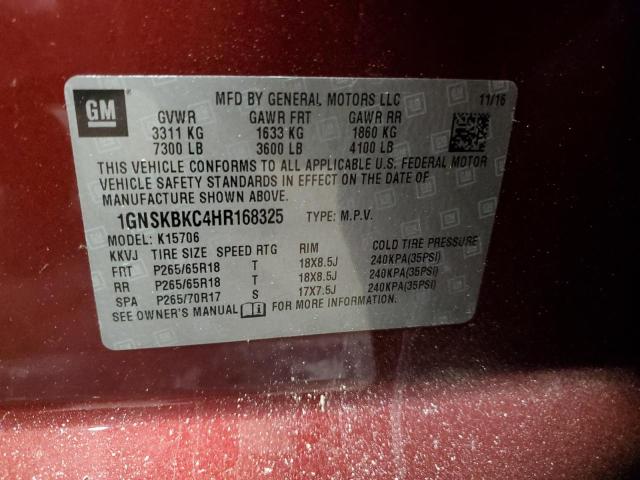 GM
MFD BY GENERAL MOTORS LLC 11/16
GVWR GAWR FRT GAWR RR
3311 KG 1633 KG 1860 KG
7300 LB 3600 LB 4100 LB
THIS VEHICLE CONFORMS TO ALL APPLICABLE U.S. FEDERAL MOTOR
VEHICLE SAFETY STANDARDS IN EFFECT ON THE DATE OF
MANUFACTURE SHOWN ABOVE.
1GNSKBKC4HR168325 TYPE: M.P.V.
MODEL: K15706
KKVJ TIRE SIZE SPEED RTG RIM COLD TIRE PRESSURE
FRT P265/65R18 T 18X8.5J 240KPA(35PSI)
RR P265/65R18 T 18X8.5J 240KPA(35PSI)
SPA P265/70R17 S 17X7.5J 240KPA(35PSI)
SEE OWNER'S MANUAL FOR MORE INFORMATION.